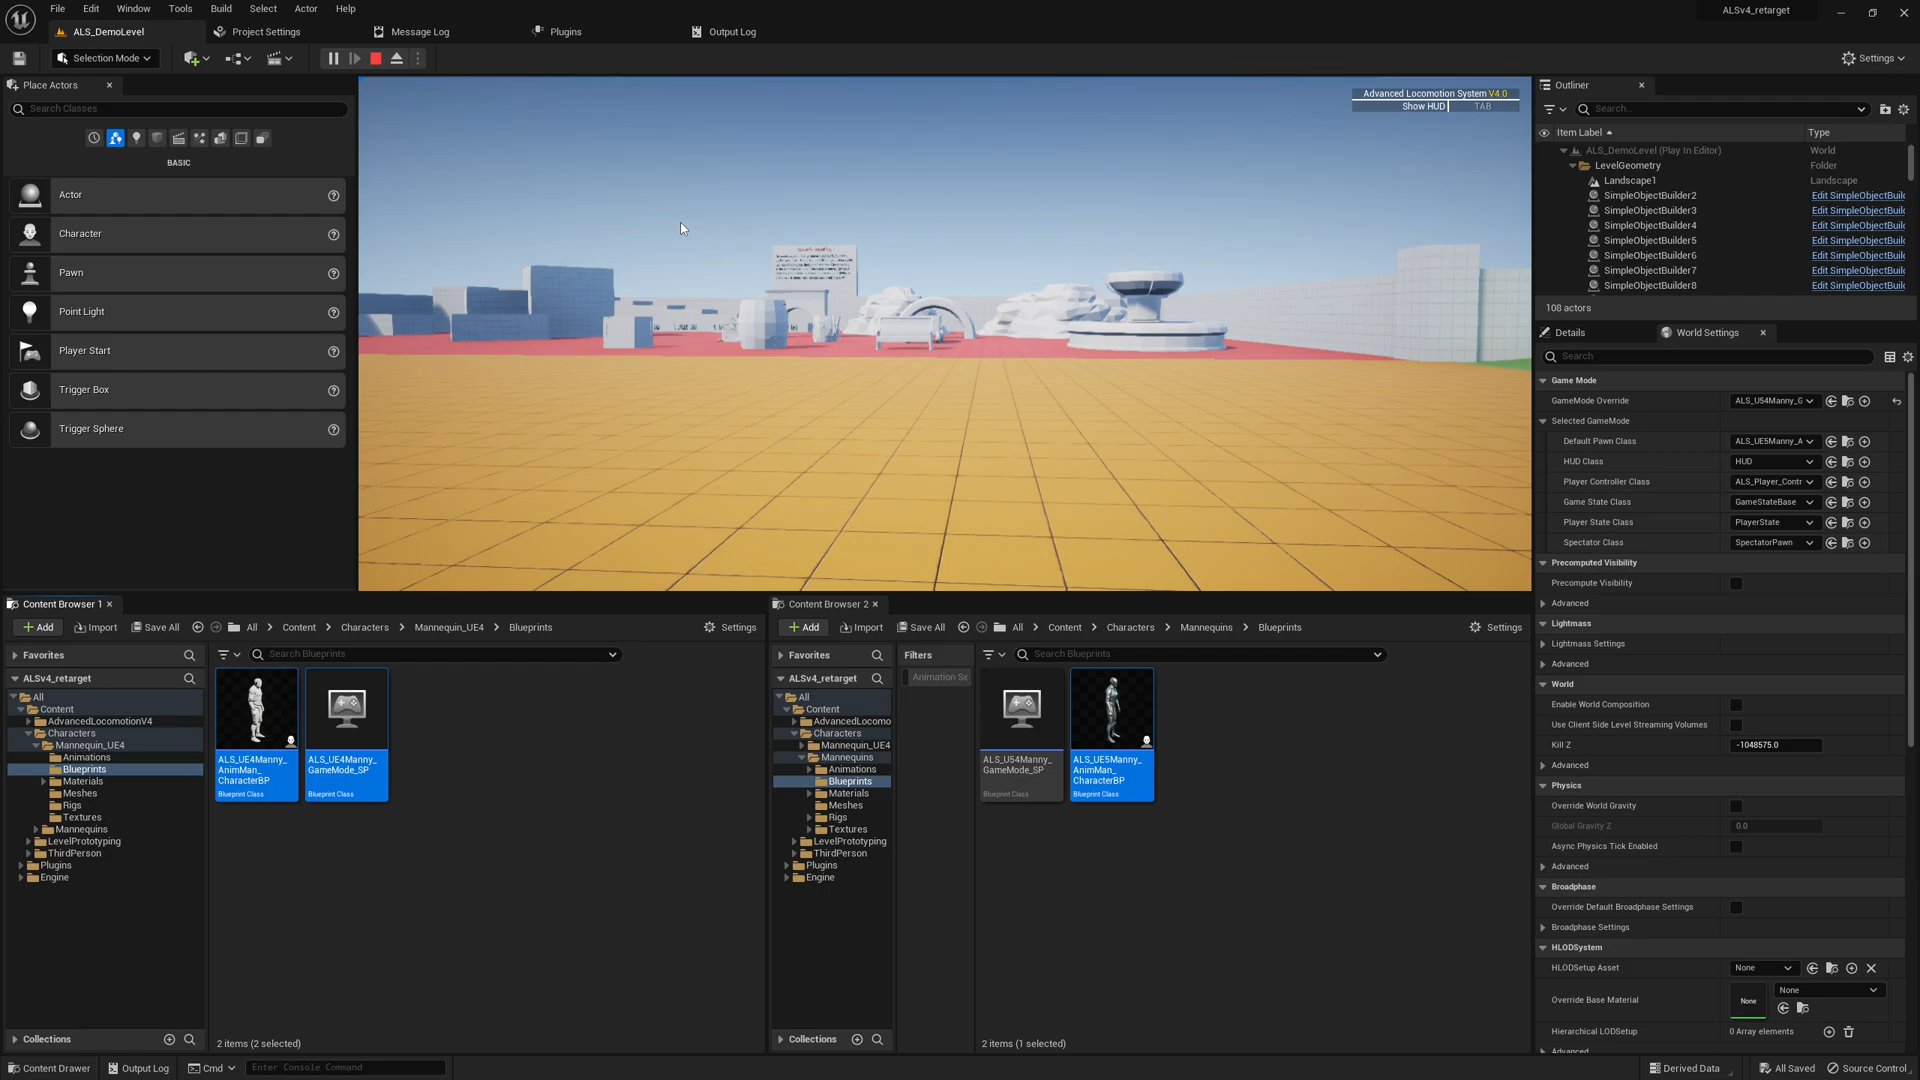 File Edit Window Tools Build Select Actor Help
ALSv4_retarget
ALS_DemoLevel
Project Settings
Message Log
Plugins
Output Log
Selection Mode
Settings
Place Actors
Search Classes
BASIC
Actor
Character
Pawn
Point Light
Player Start
Trigger Box
Trigger Sphere
Advanced Locomotion System V4.0
Show HUD TAB
Outliner
Search...
Item Label Type
ALS_DemoLevel (Play In Editor) World
LevelGeometry Folder
Landscape1 Landscape
SimpleObjectBuilder2 Edit SimpleObjectBuil
SimpleObjectBuilder3 Edit SimpleObjectBuil
SimpleObjectBuilder4 Edit SimpleObjectBuil
SimpleObjectBuilder5 Edit SimpleObjectBuil
SimpleObjectBuilder6 Edit SimpleObjectBuil
SimpleObjectBuilder7 Edit SimpleObjectBuil
SimpleObjectBuilder8 Edit SimpleObjectBuil
108 actors
Details
World Settings
Search
Game Mode
GameMode Override ALS_U54Manny_G
Selected GameMode
Default Pawn Class ALS_UE5Manny_A
HUD Class HUD
Player Controller Class ALS_Player_Contr
Game State Class GameStateBase
Player State Class PlayerState
Spectator Class SpectatorPawn
Precomputed Visibility
Precompute Visibility
Advanced
Lightmass
Lightmass Settings
Advanced
World
Enable World Composition
Use Client Side Level Streaming Volumes
Kill Z -1048575.0
Advanced
Physics
Override World Gravity
Global Gravity Z 0.0
Async Physics Tick Enabled
Advanced
Broadphase
Override Default Broadphase Settings
Broadphase Settings
HLODSystem
HLODSetup Asset None
Override Base Material None None
Hierarchical LODSetup 0 Array elements
Advanced
Content Browser 1
Add Import Save All All Content Characters Mannequin_UE4 Blueprints Settings
Favorites
Search Blueprints
ALSv4_retarget
All
Content
AdvancedLocomotionV4
Characters
Mannequin_UE4
Animations
Blueprints
Materials
Meshes
Rigs
Textures
Mannequins
LevelPrototyping
ThirdPerson
Plugins
Engine
ALS_UE4Manny_
AnimMan_
CharacterBP
Blueprint Class
ALS_UE4Manny_
GameMode_SP
Blueprint Class
Collections
2 items (2 selected)
Content Browser 2
Add Import Save All All Content Characters Mannequins Blueprints Settings
Favorites
Filters
Search Blueprints
Animation Se
ALSv4_retarget
All
Content
AdvancedLocomo
Characters
Mannequin_UE4
Mannequins
Animations
Blueprints
Materials
Meshes
Rigs
Textures
LevelPrototyping
ThirdPerson
Plugins
Engine
ALS_U54Manny_
GameMode_SP
Blueprint Class
ALS_UE5Manny_
AnimMan_
CharacterBP
Blueprint Class
Collections
2 items (1 selected)
Content Drawer Output Log Cmd Enter Console Command Derived Data All Saved Source Control